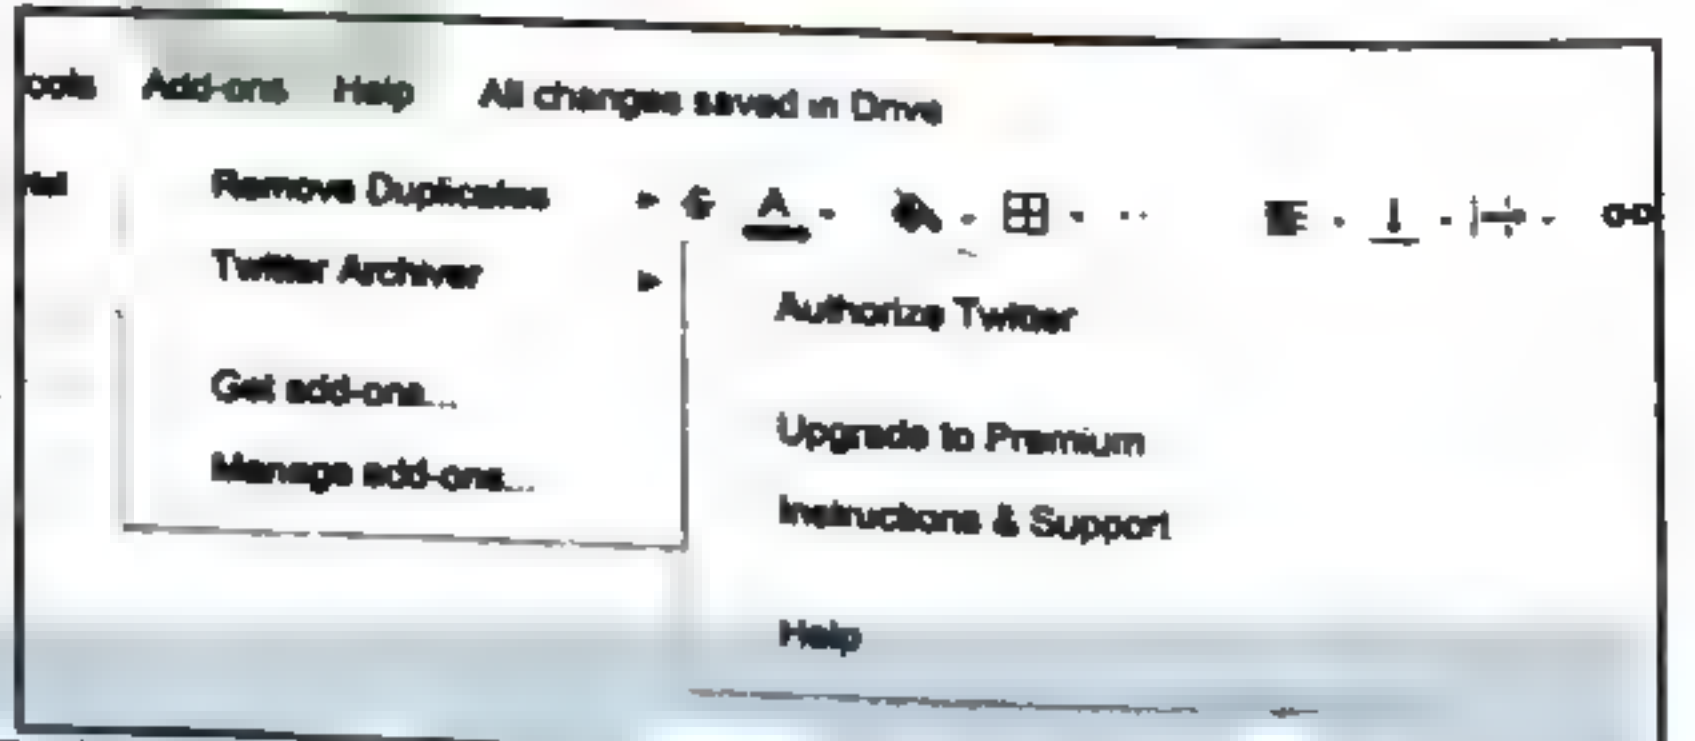 ools Add-ons Help All changes saved in Drive
rial
Remove Duplicates
Twitter Archiver
Get add-ons...
Manage add-ons...
Authorize Twitter
Upgrade to Premium
Instructions & Support
Help